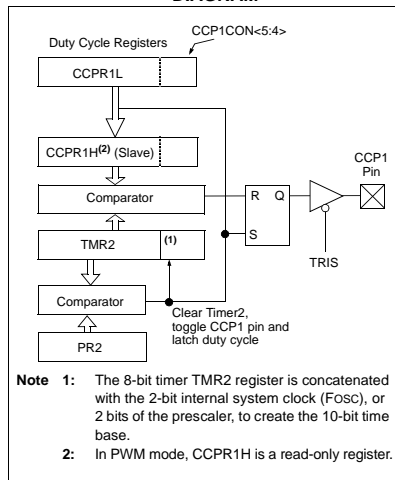 DIAGRAM
CCP1CON<5:4>
Duty Cycle Registers
CCPR1L
CCPR1H(2) (Slave)
CCP1
Pin
Comparator
R Q
S
TMR2
(1)
TRIS
Comparator
Clear Timer2,
toggle CCP1 pin and
latch duty cycle
PR2
Note 1: The 8-bit timer TMR2 register is concatenated
with the 2-bit internal system clock (FOSC), or
2 bits of the prescaler, to create the 10-bit time
base.
2: In PWM mode, CCPR1H is a read-only register.